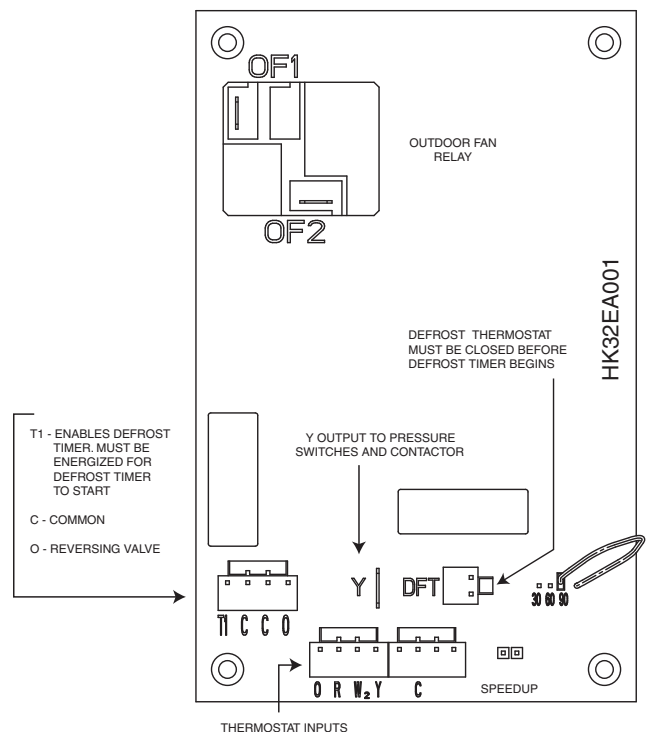 OF1
OUTDOOR FAN
RELAY
OF2
HK32EA001
DEFROST THERMOSTAT
MUST BE CLOSED BEFORE
DEFROST TIMER BEGINS
T1 - ENABLES DEFROST
TIMER. MUST BE
ENERGIZED FOR
DEFROST TIMER
TO START
C - COMMON
O - REVERSING VALVE
Y OUTPUT TO PRESSURE
SWITCHES AND CONTACTOR
Y
DFT
30 60 90
T1 C C O
O R W₂ Y C
SPEEDUP
THERMOSTAT INPUTS